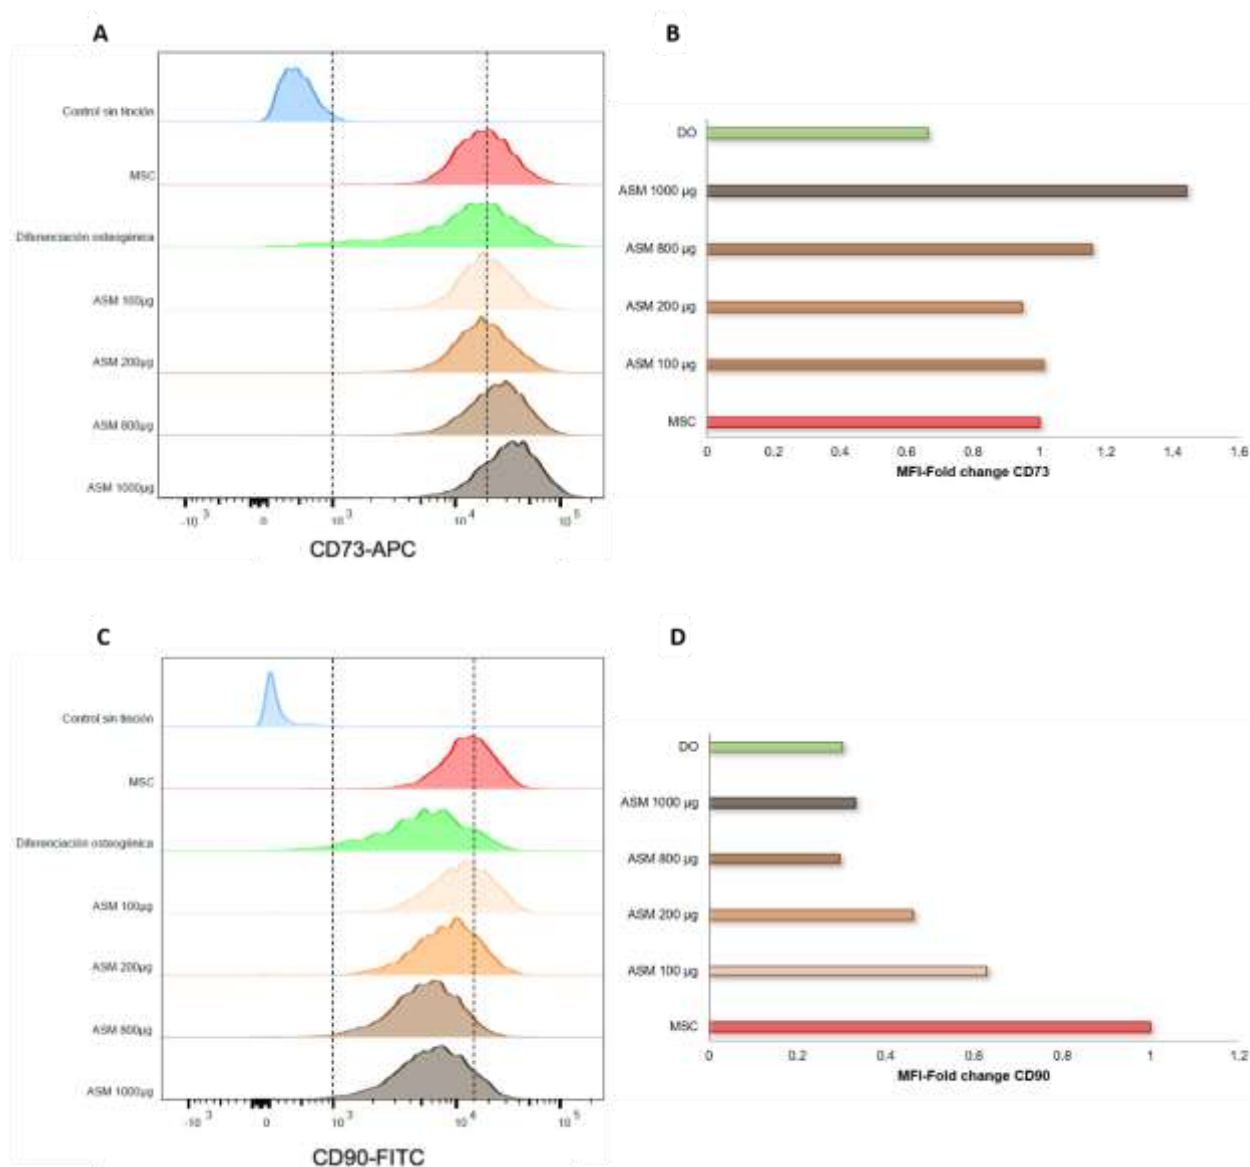 A
Control sin tinción
MSC
Diferenciación osteogénica
ASM 100µg
ASM 200µg
ASM 800µg
ASM 1000µg
-10 3
0
10 3
10 4
10 5
CD73-APC
B
DO
ASM 1000 µg
ASM 800 µg
ASM 200 µg
ASM 100 µg
MSC
0 0.2 0.4 0.6 0.8 1 1.2 1.4 1.6
MFI-Fold change CD73
C
Control sin tinción
MSC
Diferenciación osteogénica
ASM 100µg
ASM 200µg
ASM 800µg
ASM 1000µg
-10 3
0
10 3
10 4
10 5
CD90-FITC
D
DO
ASM 1000 µg
ASM 800 µg
ASM 200 µg
ASM 100 µg
MSC
0 0.2 0.4 0.6 0.8 1 1.2
MFI-Fold change CD90